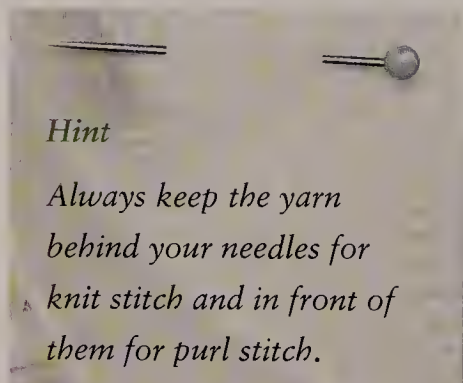 Hint
Always keep the yarn
behind your needles for
knit stitch and in front of
them for purl stitch.